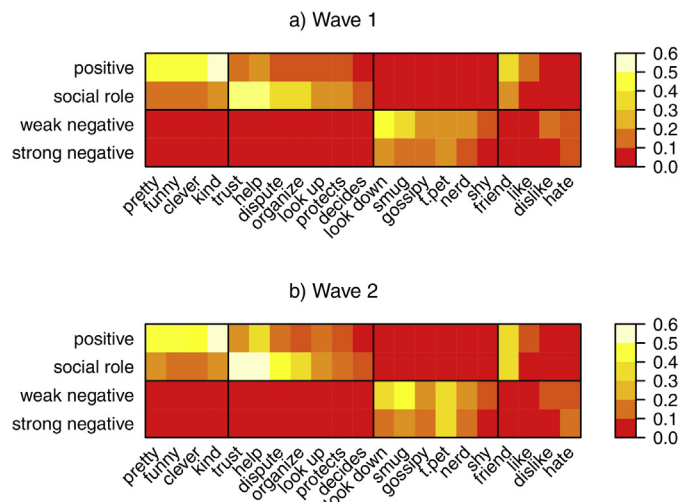 a) Wave 1
positive
social role
weak negative
strong negative
0.6
0.5
0.4
0.3
0.2
0.1
0.0
pretty
funny
clever
kind
trust
help
dispute
organize
look up
protects
decides
look down
smug
gossipy
t.pet
nerd
shy
friend
like
dislike
hate
b) Wave 2
positive
social role
weak negative
strong negative
0.6
0.5
0.4
0.3
0.2
0.1
0.0
pretty
funny
clever
kind
trust
help
dispute
organize
look up
protects
decides
look down
smug
gossipy
t.pet
nerd
shy
friend
like
dislike
hate